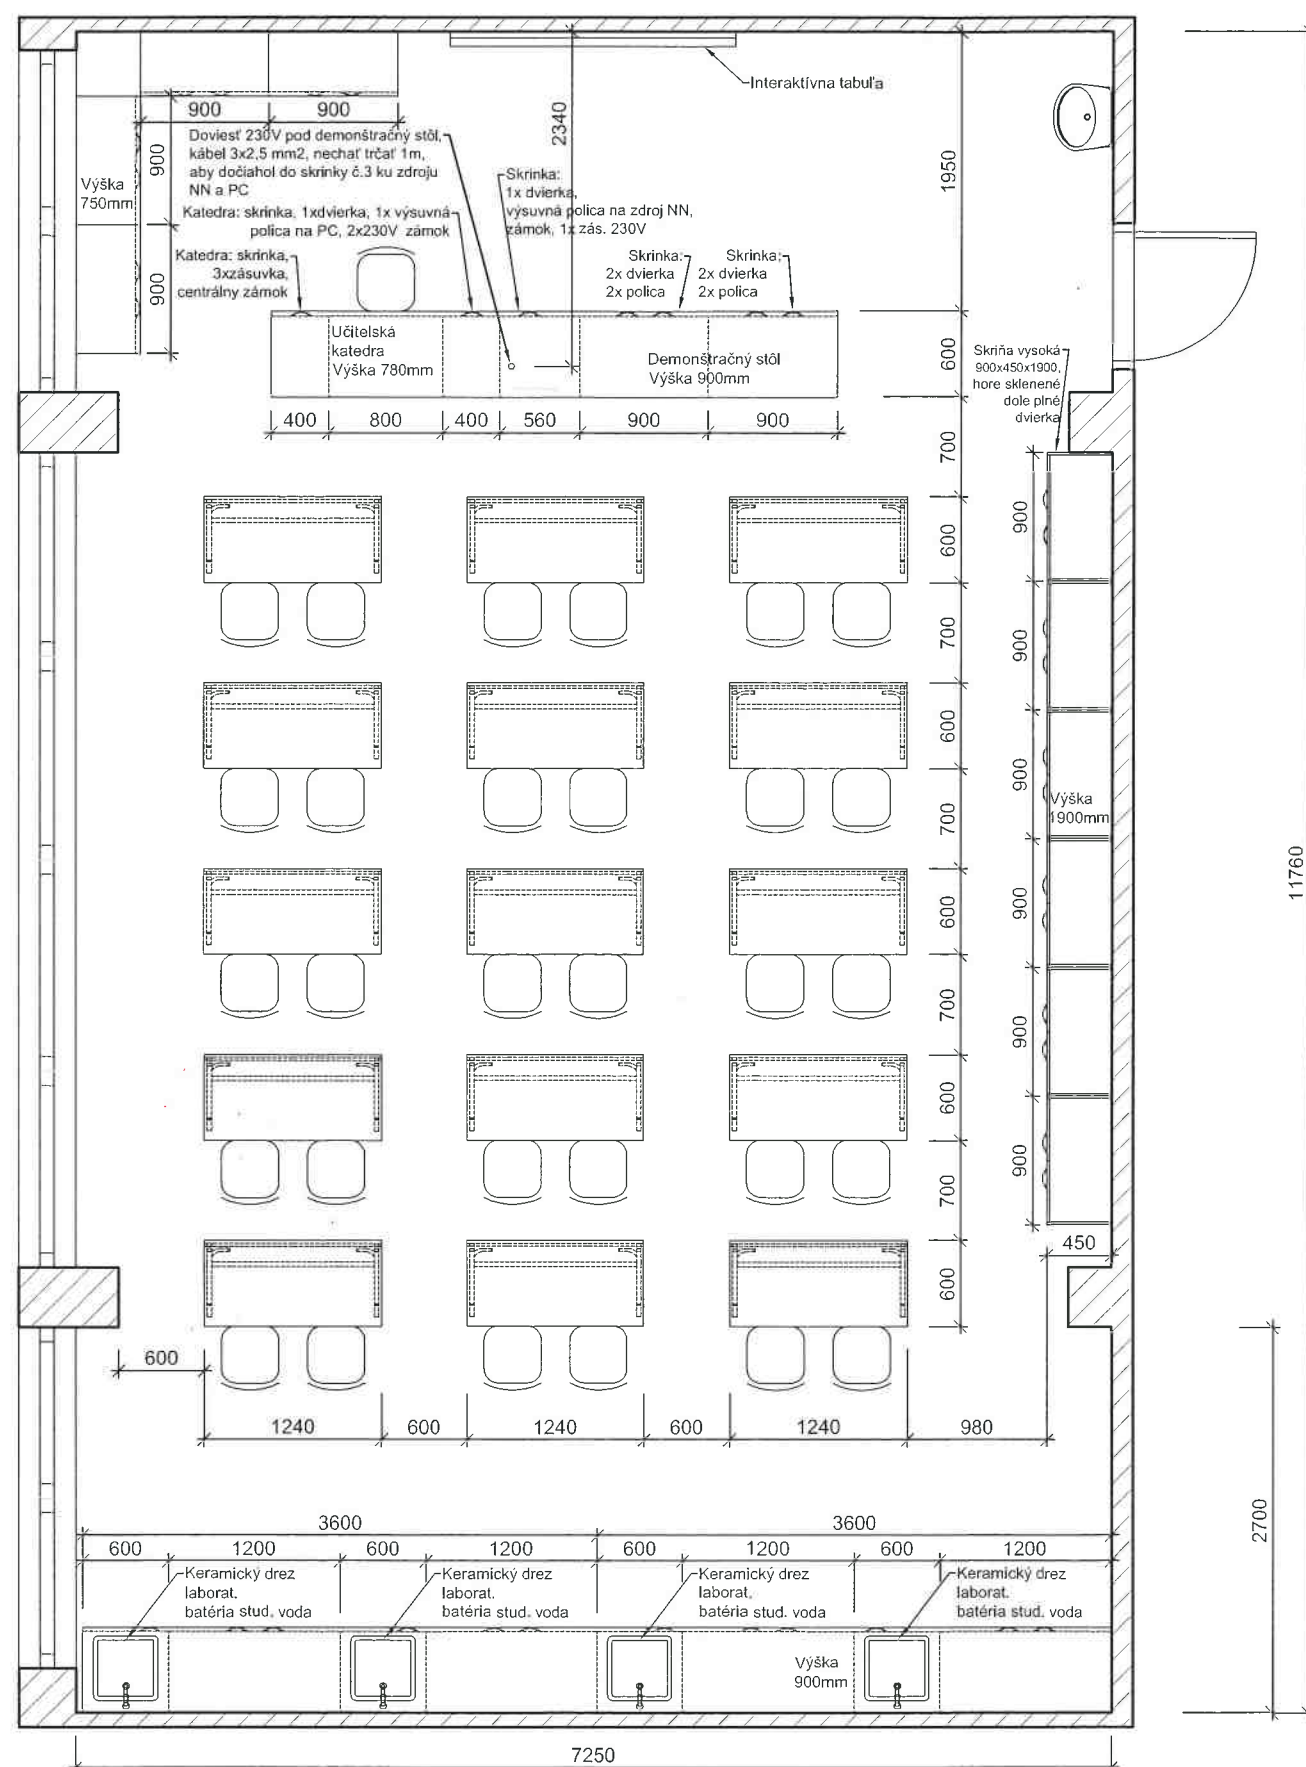 Interaktívna tabuľa
900
900
2340
Doviesť 230V pod demonštračný stôl,
kábel 3x2,5 mm2, nechať trčať 1m,
aby dočiahol do skrinky č.3 ku zdroju
NN a PC
900
1950
Výška
750mm
Skrinka:
1x dvierka,
výsuvná polica na zdroj NN,
zámok, 1x zás. 230V
Katedra: skrinka, 1xdvierka, 1x výsuvná
polica na PC, 2x230V zámok
Katedra: skrinka,
3xzásuvka,
centrálny zámok
900
Skrinka:
2x dvierka
2x polica
Skrinka:
2x dvierka
2x polica
Učitelská
katedra
Výška 780mm
Demonštračný stôl
Výška 900mm
600
Skriňa vysoká
900x450x1900,
hore sklenené
dole plné
dvierka
400
800
400
560
900
900
700
900
600
700
900
600
900
Výška
1900mm
700
11760
600
900
700
900
600
700
900
600
450
600
1240
600
1240
600
1240
980
2700
3600
3600
600
1200
600
1200
600
1200
600
1200
Keramický drez
laborat.
batéria stud. voda
Keramický drez
laborat.
batéria stud. voda
Keramický drez
laborat.
batéria stud. voda
Keramický drez
laborat.
batéria stud. voda
Výška
900mm
7250